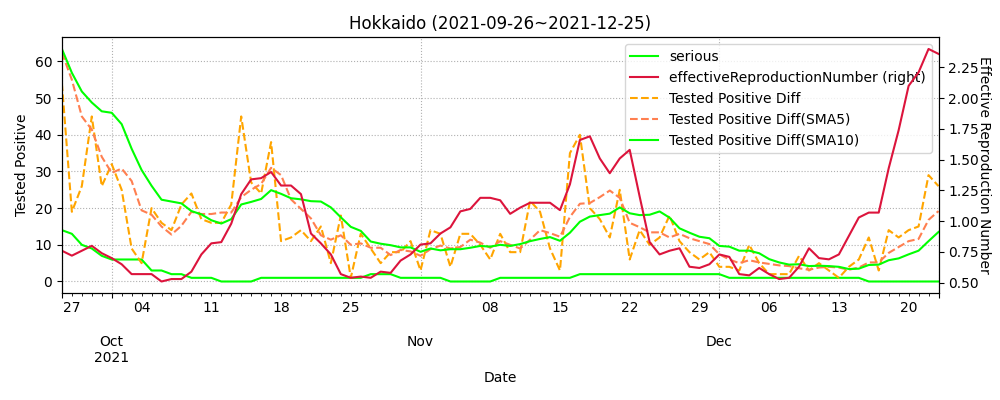 Hokkaido (2021-09-26~2021-12-25)
serious
effectiveReproductionNumber (right)
Tested Positive Diff
Tested Positive Diff(SMA5)
Tested Positive Diff(SMA10)
Tested Positive
60
50
40
30
20
10
0
2.25
2.00
1.75
1.50
1.25
1.00
0.75
0.50
Effective Reproduction Number
27 04 11 18 25 08 15 22 29 06 13 20
Oct Nov Dec
2021
Date